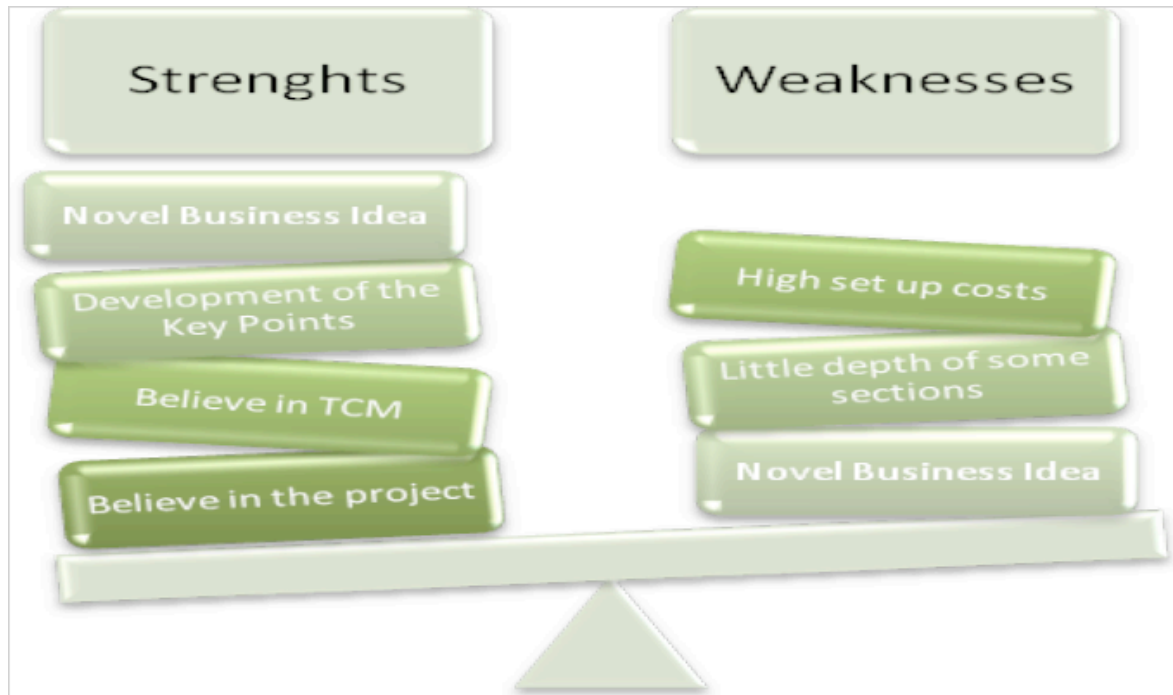 Strenghts
Novel Business Idea
Development of the
Key Points
Believe in TCM
Believe in the project
Weaknesses
High set up costs
Little depth of some
sections
Novel Business Idea